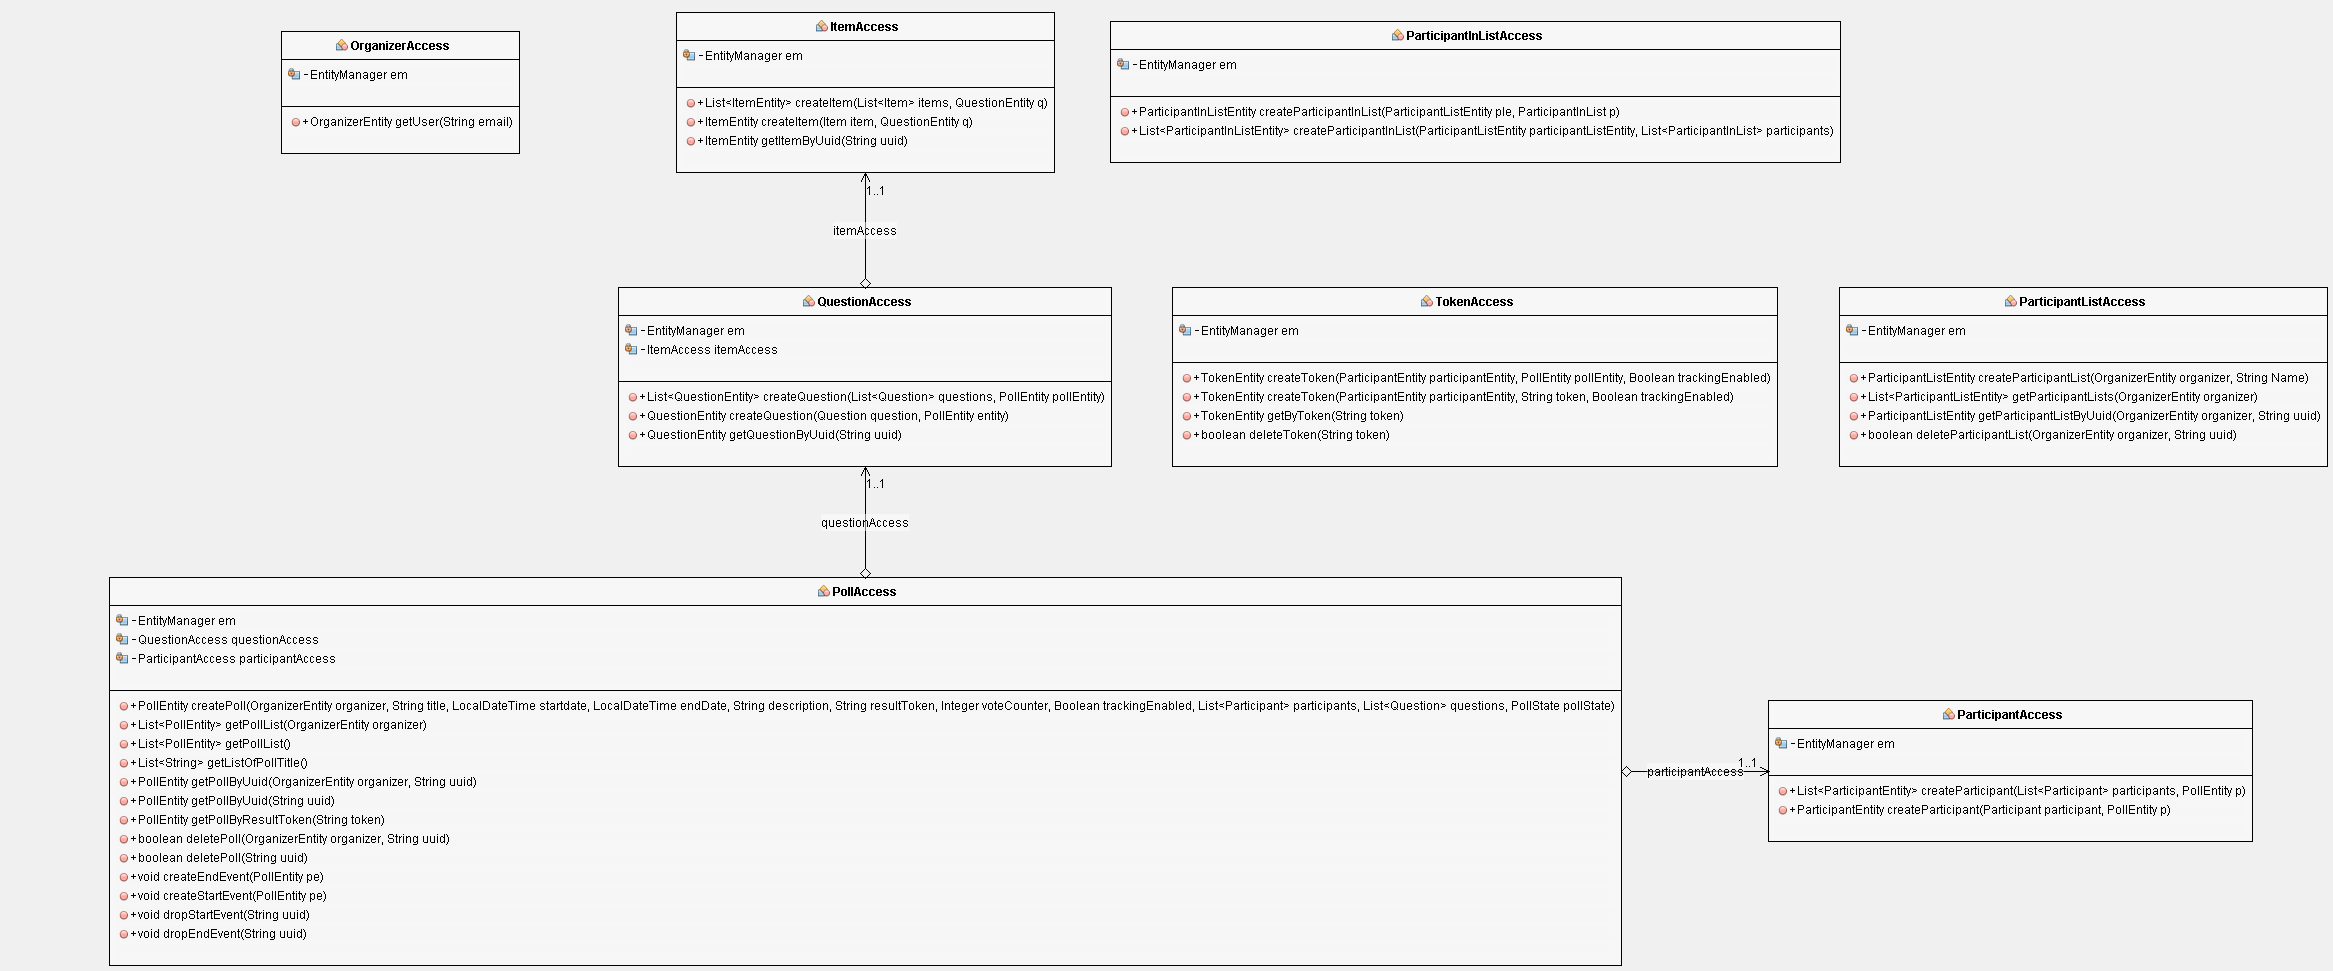 OrganizerAccess
- EntityManager em
+ OrganizerEntity getUser(String email)
ItemAccess
- EntityManager em
+ List<ItemEntity> createItem(List<Item> items, QuestionEntity q)
+ ItemEntity createItem(Item item, QuestionEntity q)
+ ItemEntity getItemByUuid(String uuid)
ParticipantInListAccess
- EntityManager em
+ ParticipantInListEntity createParticipantInList(ParticipantListEntity ple, ParticipantInList p)
+ List<ParticipantInListEntity> createParticipantInList(ParticipantListEntity participantListEntity, List<ParticipantInList> participants)
1..1
itemAccess
QuestionAccess
- EntityManager em
- ItemAccess itemAccess
+ List<QuestionEntity> createQuestion(List<Question> questions, PollEntity pollEntity)
+ QuestionEntity createQuestion(Question question, PollEntity entity)
+ QuestionEntity getQuestionByUuid(String uuid)
TokenAccess
- EntityManager em
+ TokenEntity createToken(ParticipantEntity participantEntity, PollEntity pollEntity, Boolean trackingEnabled)
+ TokenEntity createToken(ParticipantEntity participantEntity, String token, Boolean trackingEnabled)
+ TokenEntity getByToken(String token)
+ boolean deleteToken(String token)
ParticipantListAccess
- EntityManager em
+ ParticipantListEntity createParticipantList(OrganizerEntity organizer, String Name)
+ List<ParticipantListEntity> getParticipantLists(OrganizerEntity organizer)
+ ParticipantListEntity getParticipantListByUuid(OrganizerEntity organizer, String uuid)
+ boolean deleteParticipantList(OrganizerEntity organizer, String uuid)
1..1
questionAccess
PollAccess
- EntityManager em
- QuestionAccess questionAccess
- ParticipantAccess participantAccess
+ PollEntity createPoll(OrganizerEntity organizer, String title, LocalDateTime startdate, LocalDateTime endDate, String description, String resultToken, Integer voteCounter, Boolean trackingEnabled, List<Participant> participants, List<Question> questions, PollState pollState)
+ List<PollEntity> getPollList(OrganizerEntity organizer)
+ List<PollEntity> getPollList()
+ List<String> getListOfPollTitle()
+ PollEntity getPollByUuid(OrganizerEntity organizer, String uuid)
+ PollEntity getPollByUuid(String uuid)
+ PollEntity getPollByResultToken(String token)
+ boolean deletePoll(OrganizerEntity organizer, String uuid)
+ boolean deletePoll(String uuid)
+ void createEndEvent(PollEntity pe)
+ void createStartEvent(PollEntity pe)
+ void dropStartEvent(String uuid)
+ void dropEndEvent(String uuid)
participantAccess
1..1
ParticipantAccess
- EntityManager em
+ List<ParticipantEntity> createParticipant(List<Participant> participants, PollEntity p)
+ ParticipantEntity createParticipant(Participant participant, PollEntity p)